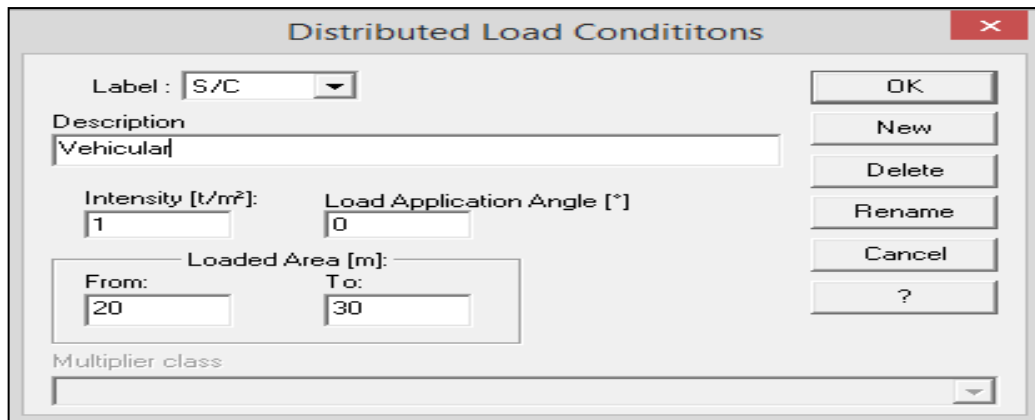 Distributed Load Condititons
Label : S/C
OK
Description
New
Vehicular
Delete
Intensity [t/m²]:
Load Application Angle [°]
1
0
Rename
Loaded Area [m]:
Cancel
From:
To:
20
30
?
Multiplier class